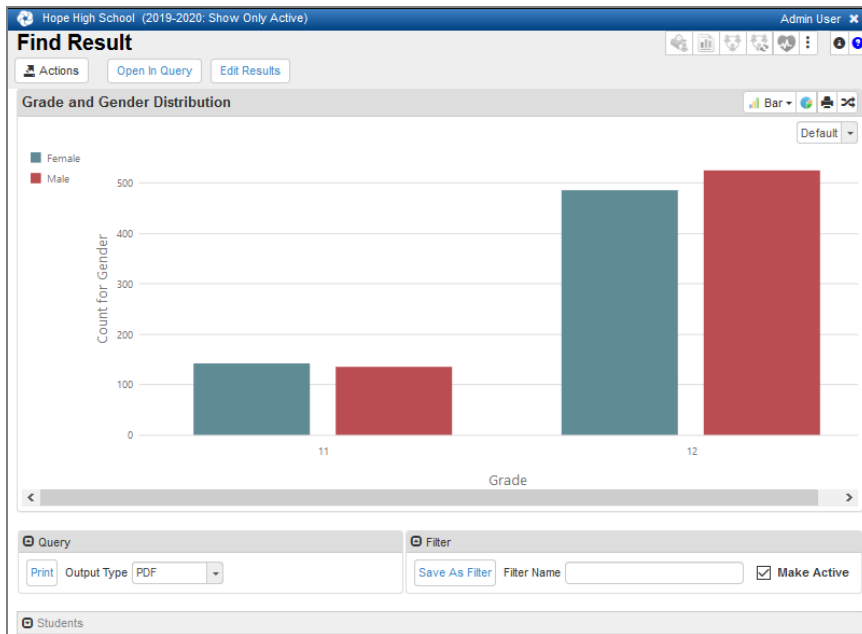 Hope High School (2019-2020: Show Only Active) Admin User
Find Result
Actions Open In Query Edit Results
Grade and Gender Distribution Bar
Default
Female
Male
500
400
300
200
100
0
Count for Gender
11 12
Grade
Query Filter
Print Output Type PDF Save As Filter Filter Name Make Active
Students